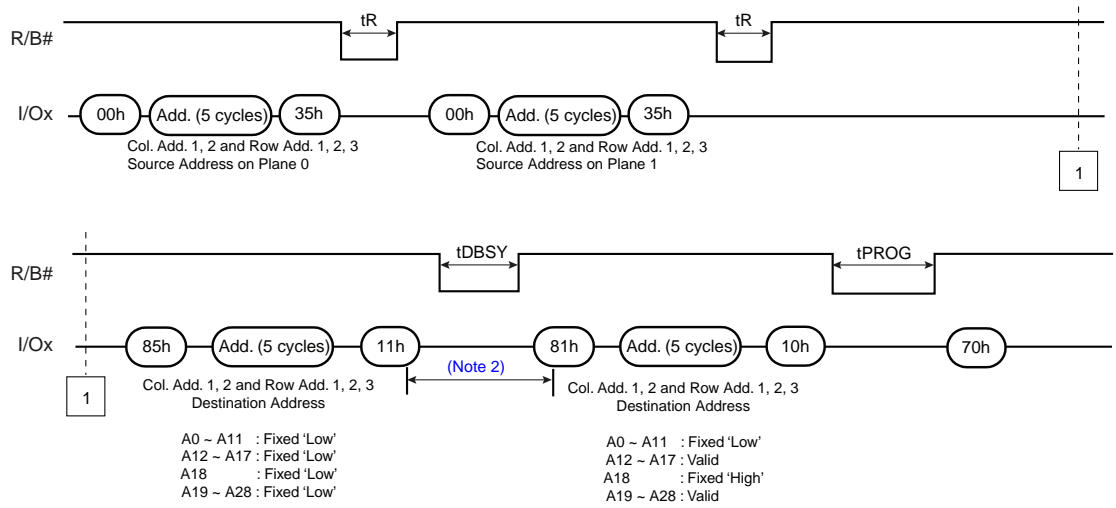 tR tR
R/B#
I/Ox 00h Add. (5 cycles) 35h 00h Add. (5 cycles) 35h
Col. Add. 1, 2 and Row Add. 1, 2, 3
Source Address on Plane 0
Col. Add. 1, 2 and Row Add. 1, 2, 3
Source Address on Plane 1
1
tDBSY tPROG
R/B#
I/Ox 85h Add. (5 cycles) 11h 81h Add. (5 cycles) 10h 70h
(Note 2)
1
Col. Add. 1, 2 and Row Add. 1, 2, 3
Destination Address
A0 ~ A11 : Fixed ‘Low’
A12 ~ A17 : Fixed ‘Low’
A18 : Fixed ‘Low’
A19 ~ A28 : Fixed ‘Low’
Col. Add. 1, 2 and Row Add. 1, 2, 3
Destination Address
A0 ~ A11 : Fixed ‘Low’
A12 ~ A17 : Valid
A18 : Fixed ‘High’
A19 ~ A28 : Valid